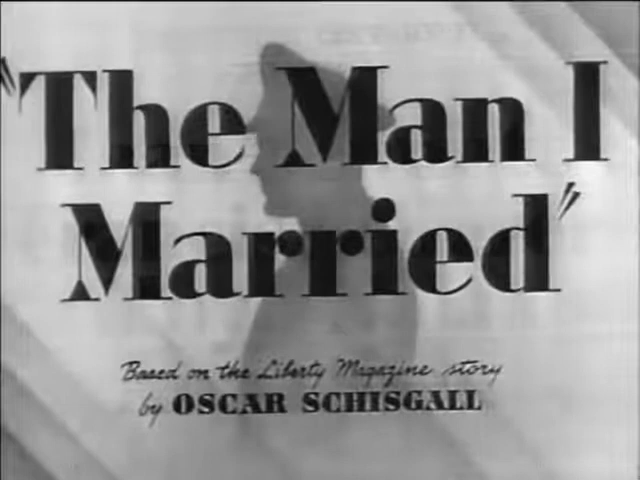 "The Man I
Married"
Based on the Liberty Magazine story
by OSCAR SCHISGALL